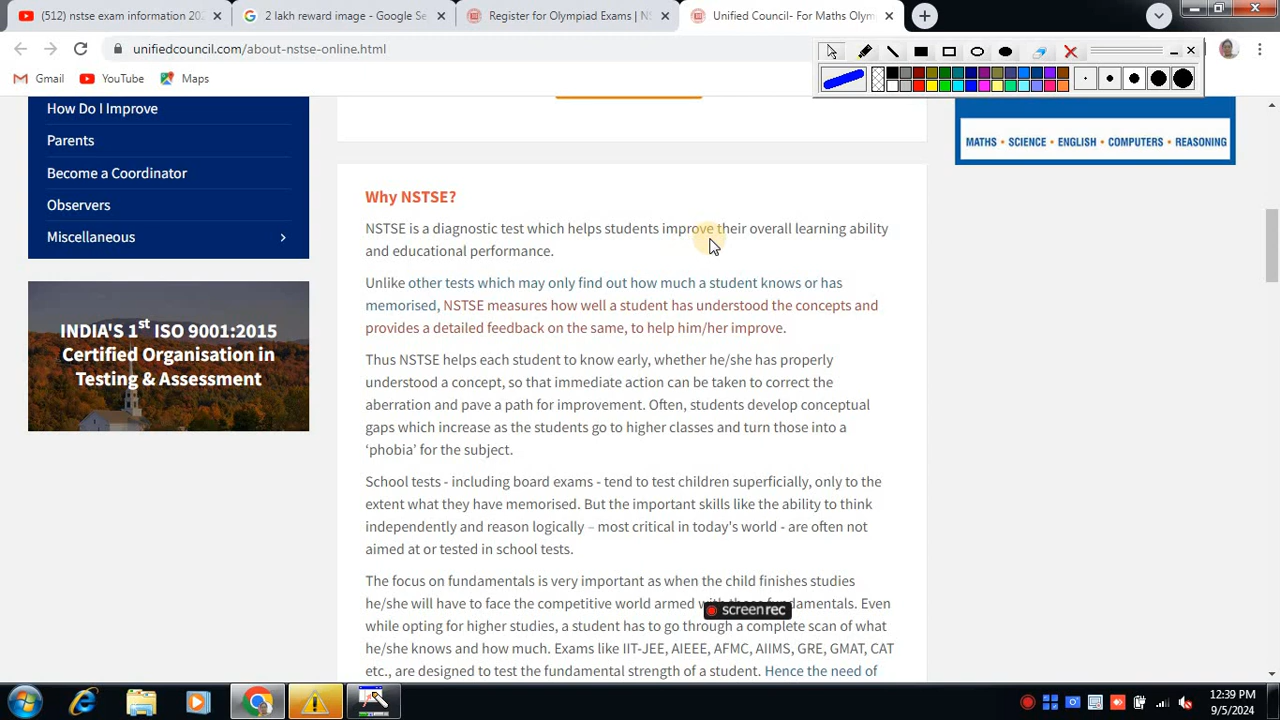 (512) nstse exam information 20
2 lakh reward image - Google Se
Register for Olympiad Exams | NS
Unified Council- For Maths Olym
unifiedcouncil.com/about-nstse-online.html
Gmail
YouTube
Maps
How Do I Improve
Parents
Become a Coordinator
Observers
Miscellaneous
INDIA'S 1st ISO 9001:2015
Certified Organisation in
Testing & Assessment
MATHS • SCIENCE • ENGLISH • COMPUTERS • REASONING
Why NSTSE?
NSTSE is a diagnostic test which helps students improve their overall learning ability
and educational performance.
Unlike other tests which may only find out how much a student knows or has
memorised, NSTSE measures how well a student has understood the concepts and
provides a detailed feedback on the same, to help him/her improve.
Thus NSTSE helps each student to know early, whether he/she has properly
understood a concept, so that immediate action can be taken to correct the
aberration and pave a path for improvement. Often, students develop conceptual
gaps which increase as the students go to higher classes and turn those into a
‘phobia’ for the subject.
School tests - including board exams - tend to test children superficially, only to the
extent what they have memorised. But the important skills like the ability to think
independently and reason logically – most critical in today's world - are often not
aimed at or tested in school tests.
The focus on fundamentals is very important as when the child finishes studies
he/she will have to face the competitive world armed with those fundamentals. Even
while opting for higher studies, a student has to go through a complete scan of what
he/she knows and how much. Exams like IIT-JEE, AIEEE, AFMC, AIIMS, GRE, GMAT, CAT
etc., are designed to test the fundamental strength of a student. Hence the need of
screenrec
12:39 PM
9/5/2024